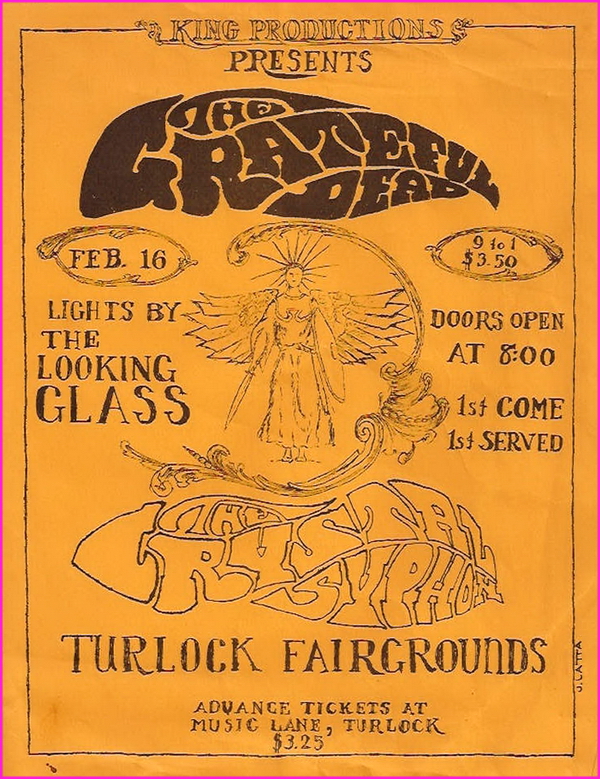 KING PRODUCTIONS
PRESENTS
THE
GRATEFUL
DEAD
FEB. 16
9 to 1
$3.50
LIGHTS BY
THE
LOOKING
GLASS
DOORS OPEN
AT 8:00
1st COME
1st SERVED
THE
CRYSTAL
SYPHON
TURLOCK FAIRGROUNDS
J. LATTA
ADVANCE TICKETS AT
MUSIC LANE, TURLOCK
$3.25